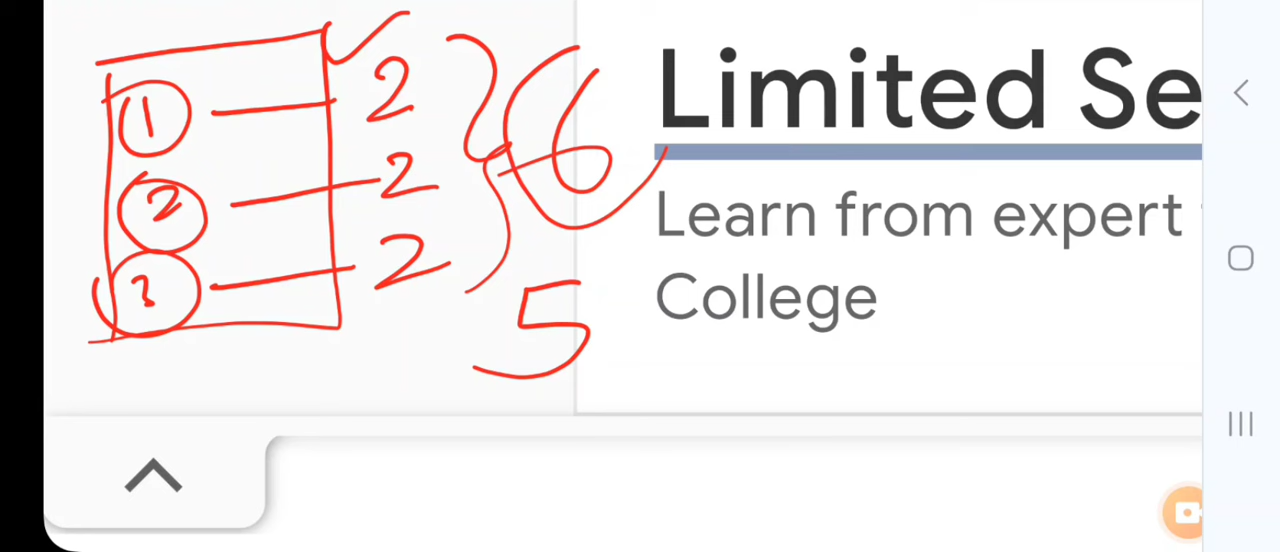 1 — 2
2 — 2
3 — 2
6
5
Limited Se
Learn from expert
College